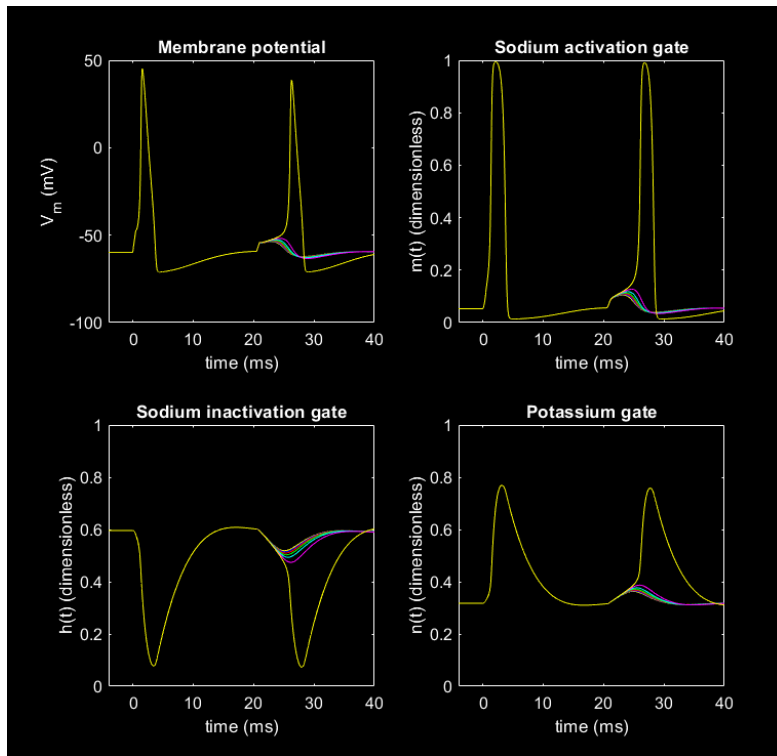 Membrane potential
50
0
-50
-100
V_m (mV)
0 10 20 30 40
time (ms)
Sodium activation gate
1
0.8
0.6
0.4
0.2
0
m(t) (dimensionless)
0 10 20 30 40
time (ms)
Sodium inactivation gate
1
0.8
0.6
0.4
0.2
0
h(t) (dimensionless)
0 10 20 30 40
time (ms)
Potassium gate
1
0.8
0.6
0.4
0.2
0
n(t) (dimensionless)
0 10 20 30 40
time (ms)